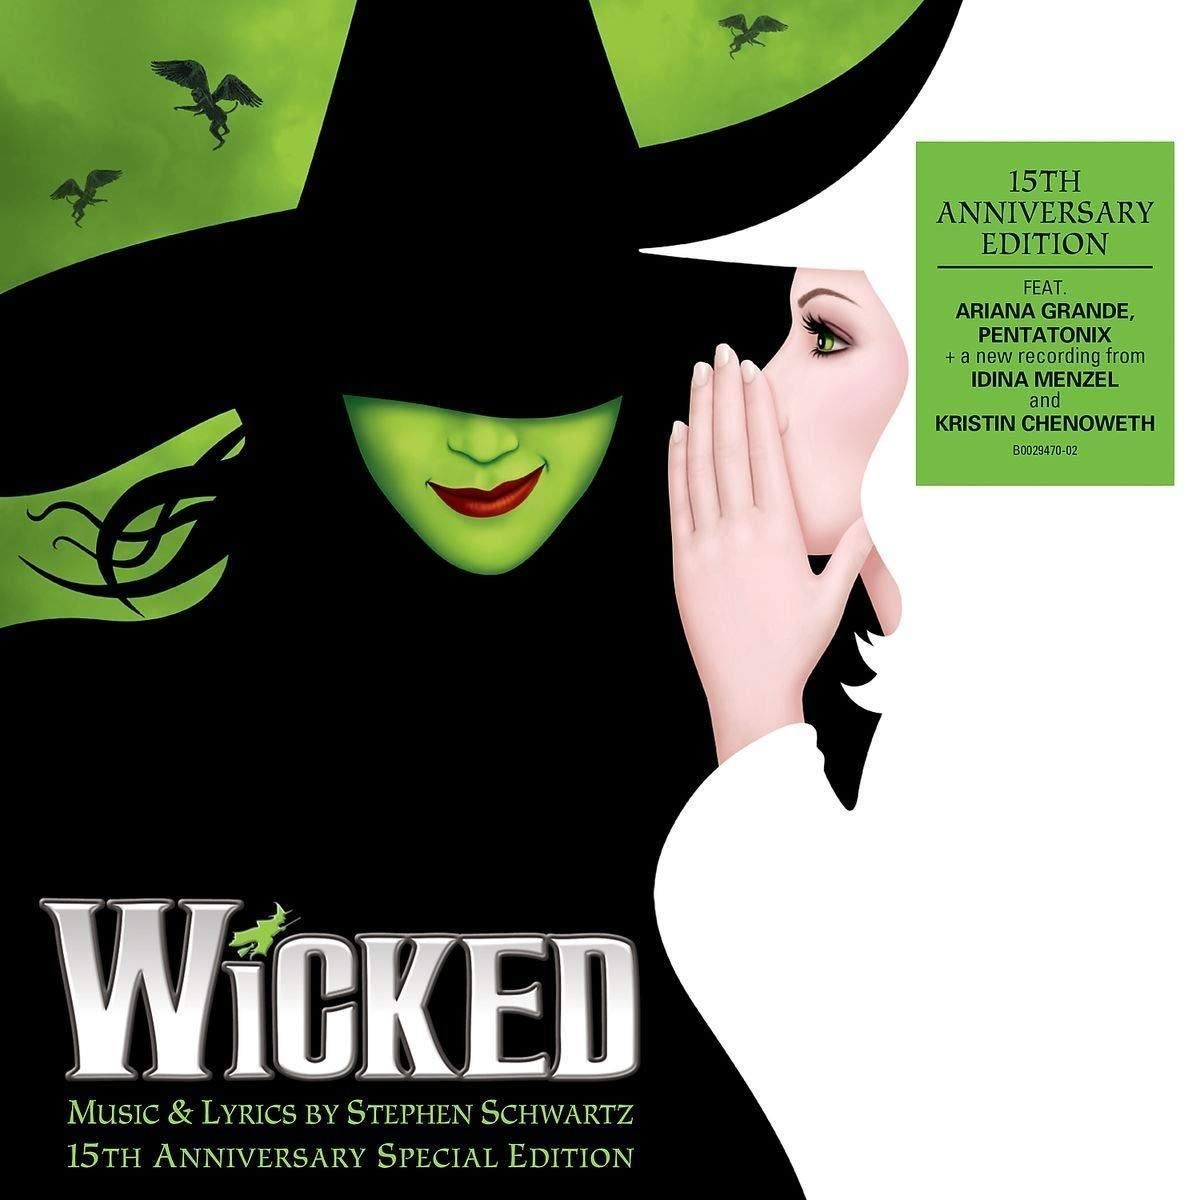 15TH
ANNIVERSARY
EDITION
FEAT.
ARIANA GRANDE,
PENTATONIX
+ a new recording from
IDINA MENZEL
and
KRISTIN CHENOWETH
B0029470-02
WICKED
MUSIC & LYRICS BY STEPHEN SCHWARTZ
15TH ANNIVERSARY SPECIAL EDITION